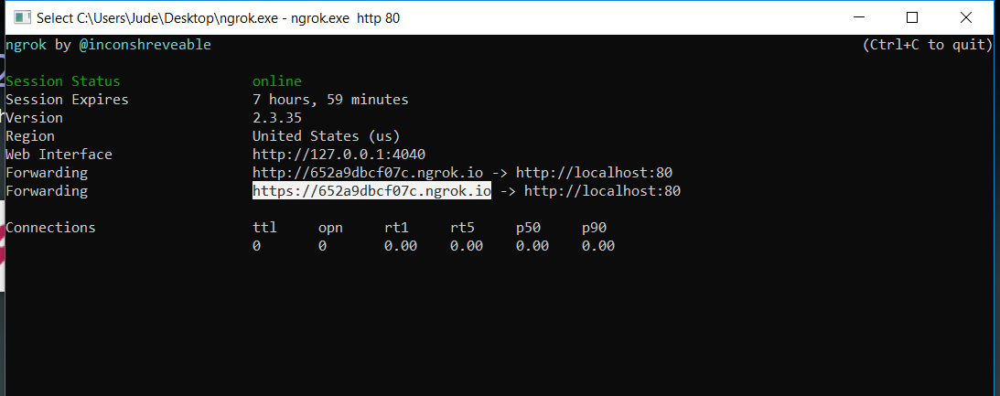 Select C:\Users\Jude\Desktop\ngrok.exe - ngrok.exe http 80
ngrok by @inconshreveable (Ctrl+C to quit)
Session Status online
Session Expires 7 hours, 59 minutes
Version 2.3.35
Region United States (us)
Web Interface http://127.0.0.1:4040
Forwarding http://652a9dbcf07c.ngrok.io -> http://localhost:80
Forwarding https://652a9dbcf07c.ngrok.io -> http://localhost:80
Connections ttl opn rt1 rt5 p50 p90
0 0 0.00 0.00 0.00 0.00